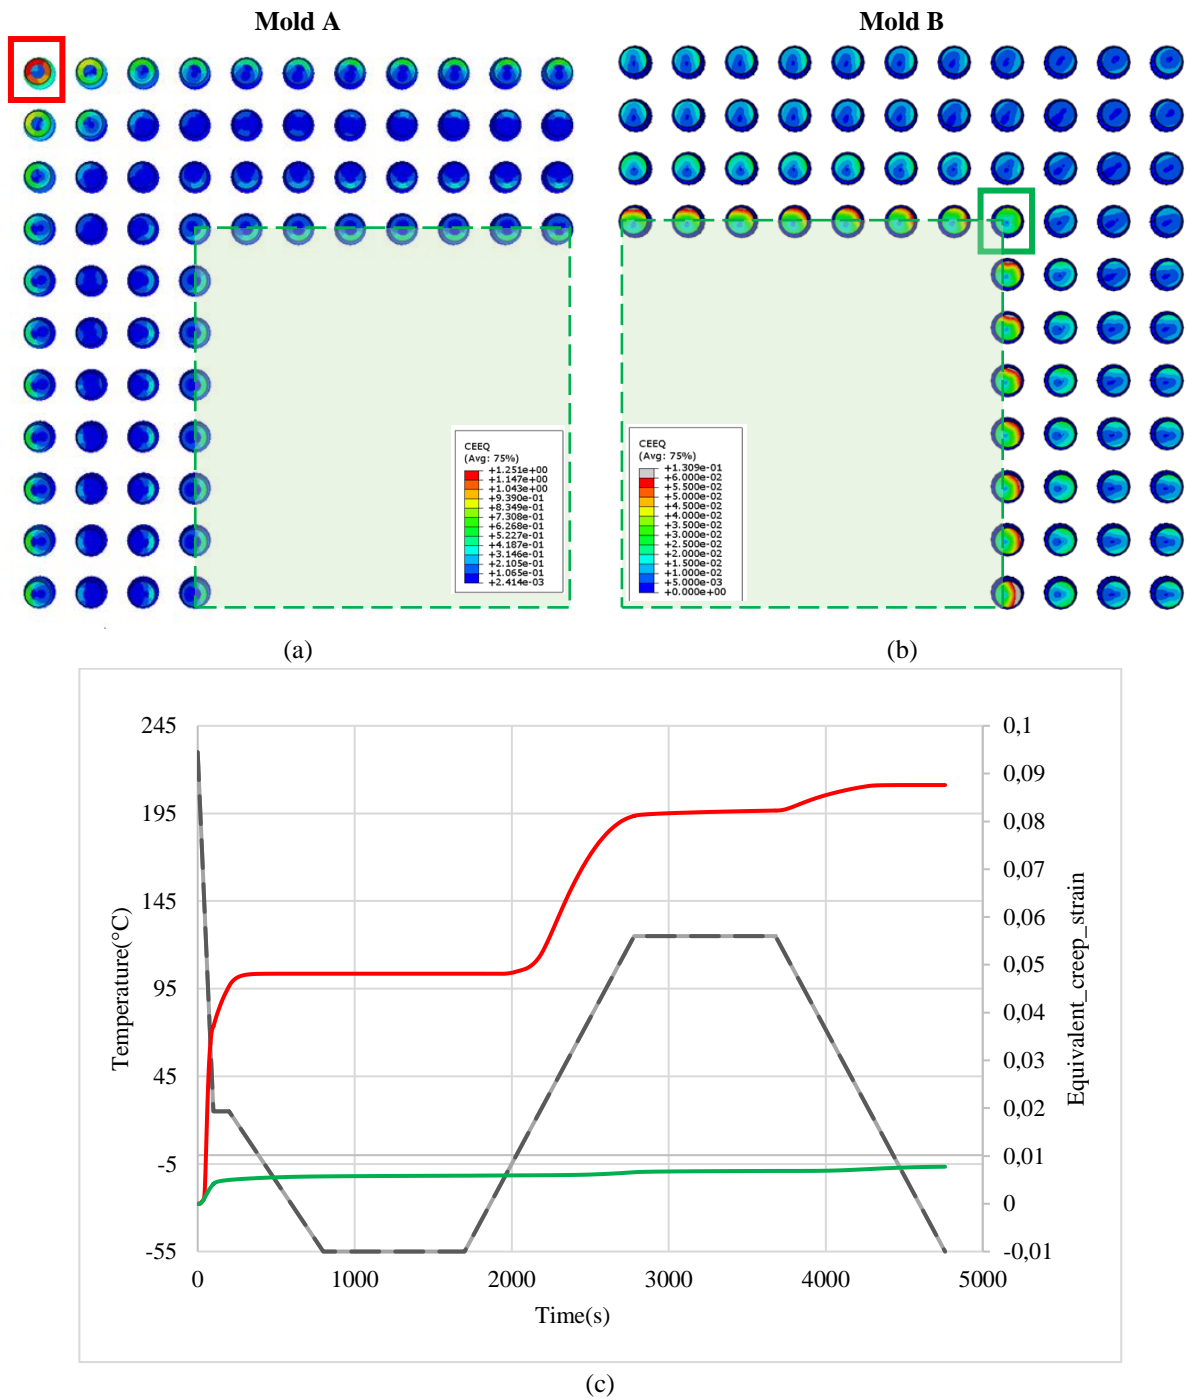 Mold A
Mold B
CEEQ
(Avg: 75%)
+1.251e+00
+1.147e+00
+1.043e+00
+9.390e-01
+8.349e-01
+7.308e-01
+6.268e-01
+5.227e-01
+4.187e-01
+3.146e-01
+2.105e-01
+1.065e-01
+2.414e-03
CEEQ
(Avg: 75%)
+1.309e-01
+6.000e-02
+5.500e-02
+5.000e-02
+4.500e-02
+4.000e-02
+3.500e-02
+3.000e-02
+2.500e-02
+2.000e-02
+1.500e-02
+1.000e-02
+5.000e-03
+0.000e+00
(a)
(b)
Temperature(°C)
245
195
145
95
45
-5
-55
0,1
0,09
0,08
0,07
0,06
0,05
0,04
0,03
0,02
0,01
0
-0,01
Equivalent_creep_strain
0
1000
2000
3000
4000
5000
Time(s)
(c)